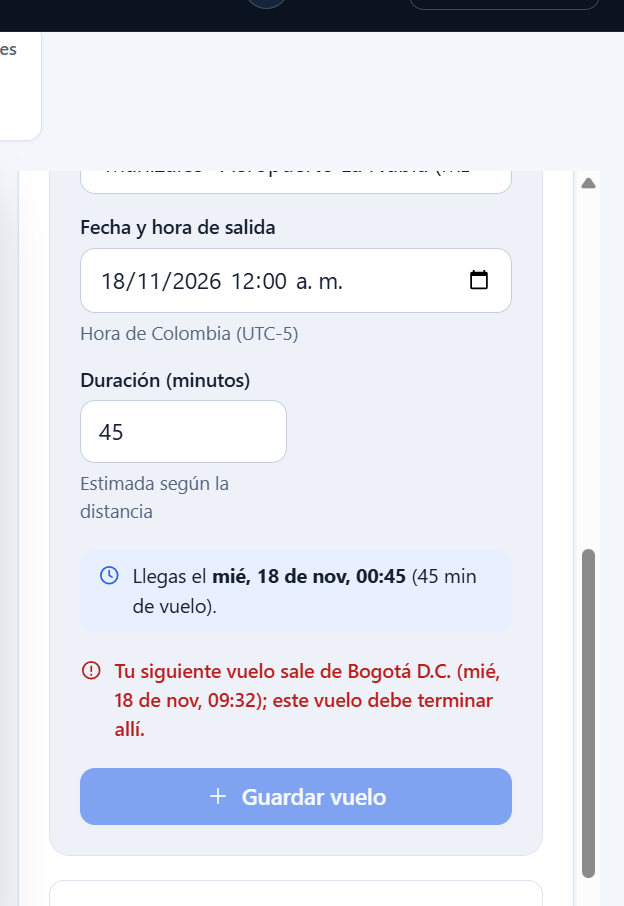 es
Fecha y hora de salida
18/11/2026 12:00 a. m.
Hora de Colombia (UTC-5)
Duración (minutos)
45
Estimada según la
distancia
Llegas el mié, 18 de nov, 00:45 (45 min
de vuelo).
Tu siguiente vuelo sale de Bogotá D.C. (mié,
18 de nov, 09:32); este vuelo debe terminar
allí.
+ Guardar vuelo